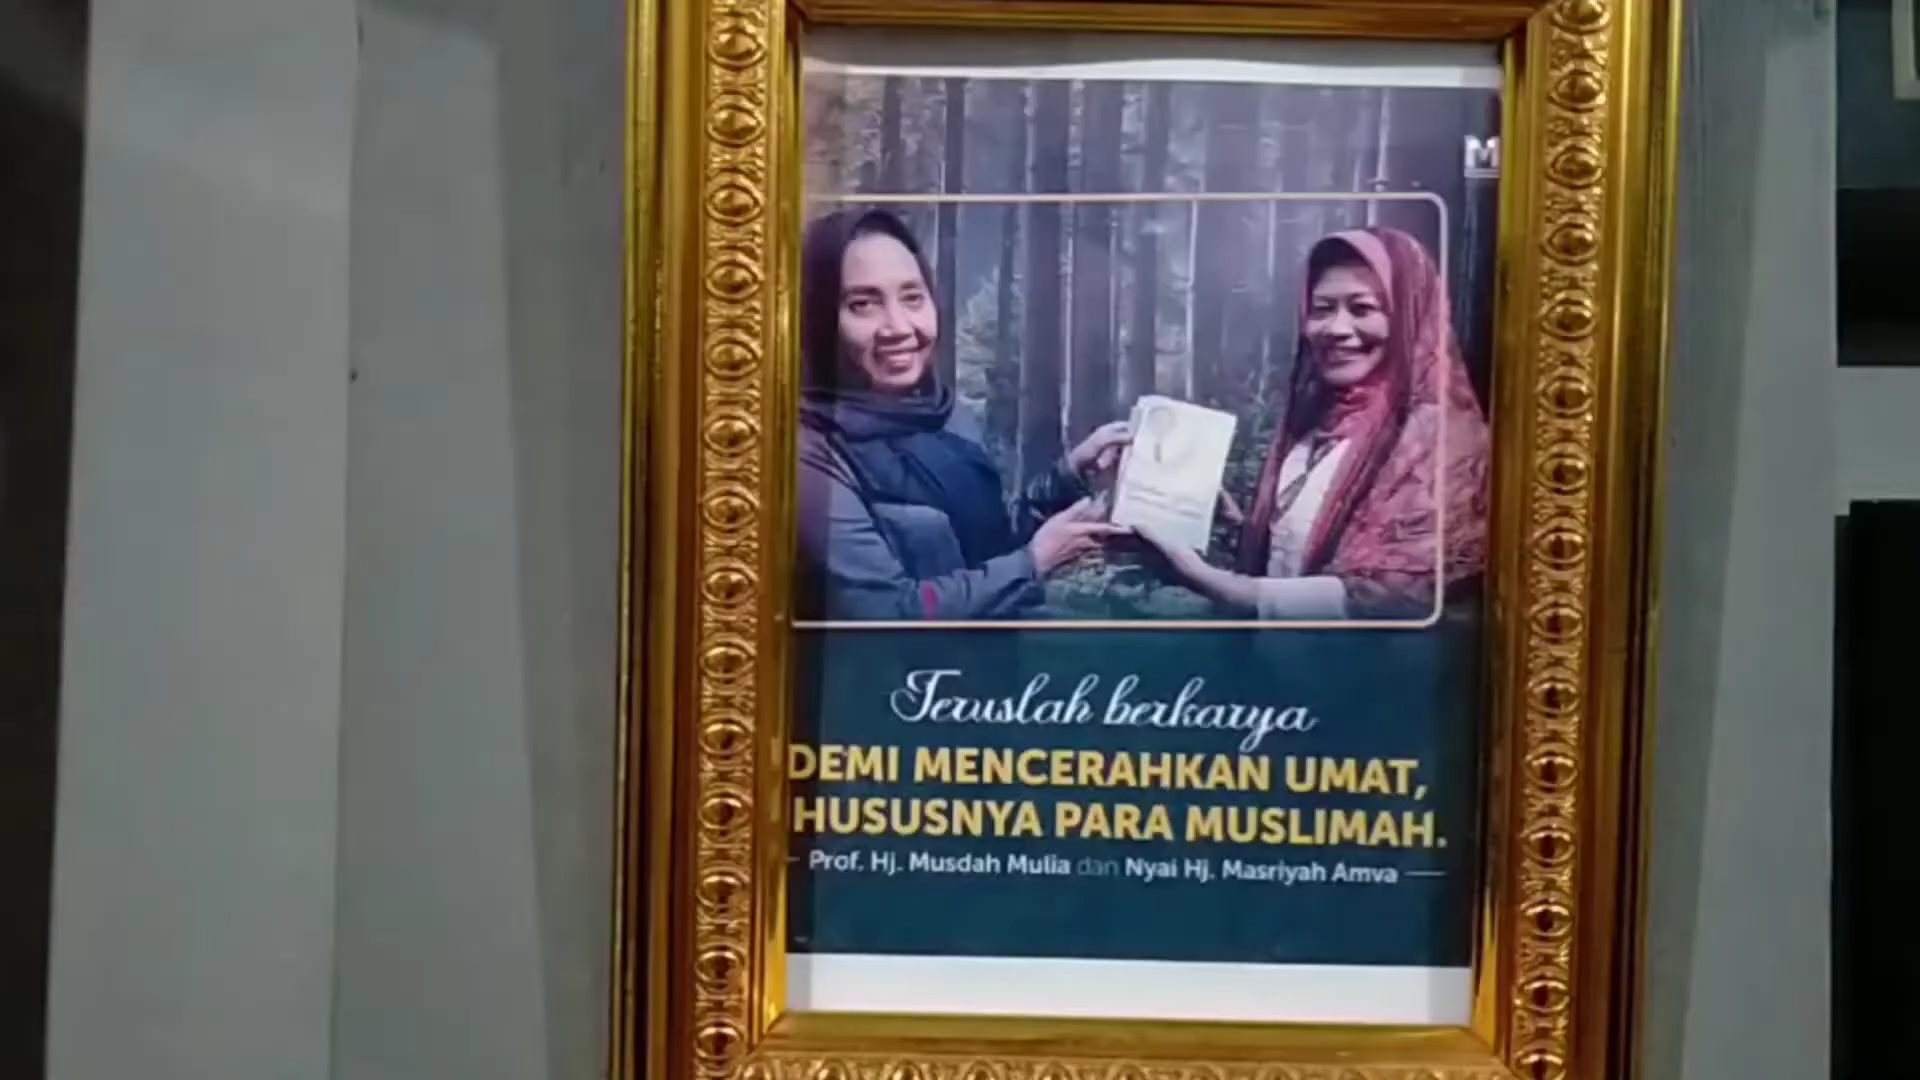 M
Teruslah berkarya
DEMI MENCERAHKAN UMAT,
HUSUSNYA PARA MUSLIMAH.
Prof. Hj. Musdah Mulia dan Nyai Hj. Masriyah Amva